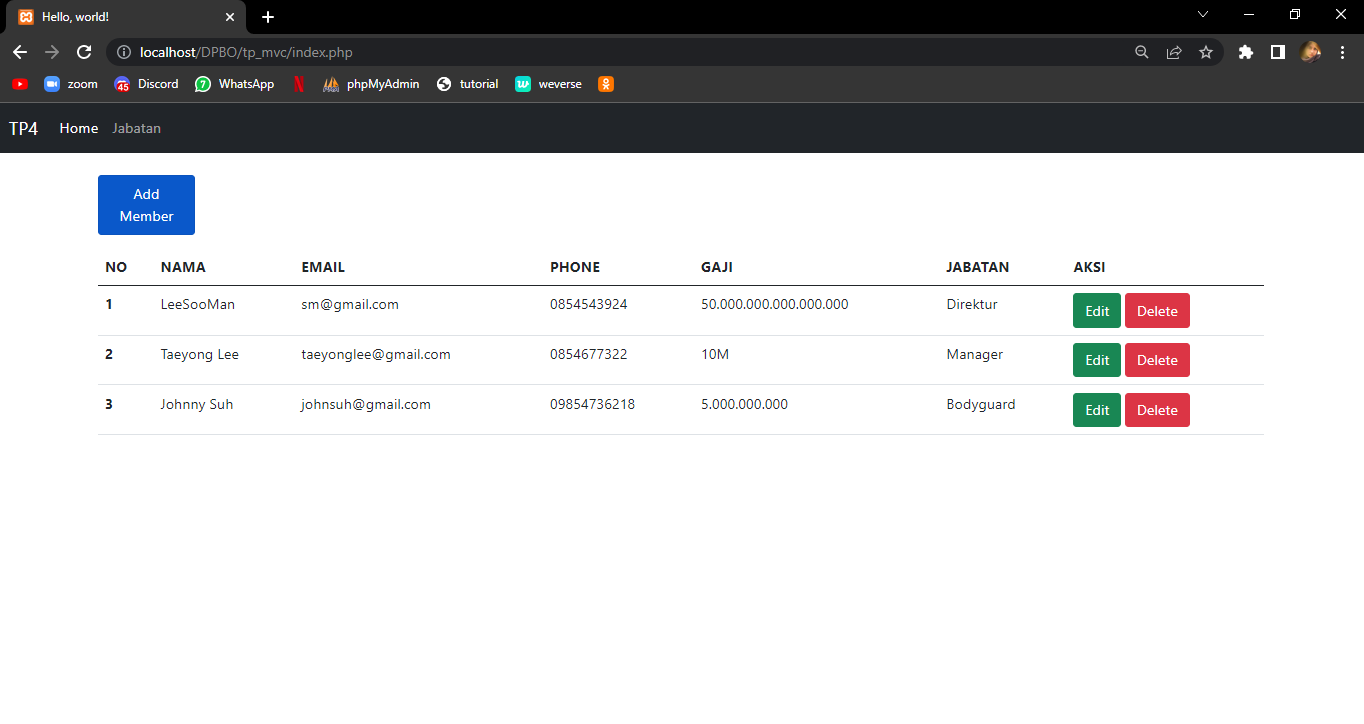 Hello, world!
localhost/DPBO/tp_mvc/index.php
zoom 45 Discord 7 WhatsApp phpMyAdmin tutorial weverse
TP4 Home Jabatan
Add
Member
NO NAMA EMAIL PHONE GAJI JABATAN AKSI
1 LeeSooMan sm@gmail.com 0854543924 50.000.000.000.000.000 Direktur Edit Delete
2 Taeyong Lee taeyonglee@gmail.com 0854677322 10M Manager Edit Delete
3 Johnny Suh johnsuh@gmail.com 09854736218 5.000.000.000 Bodyguard Edit Delete